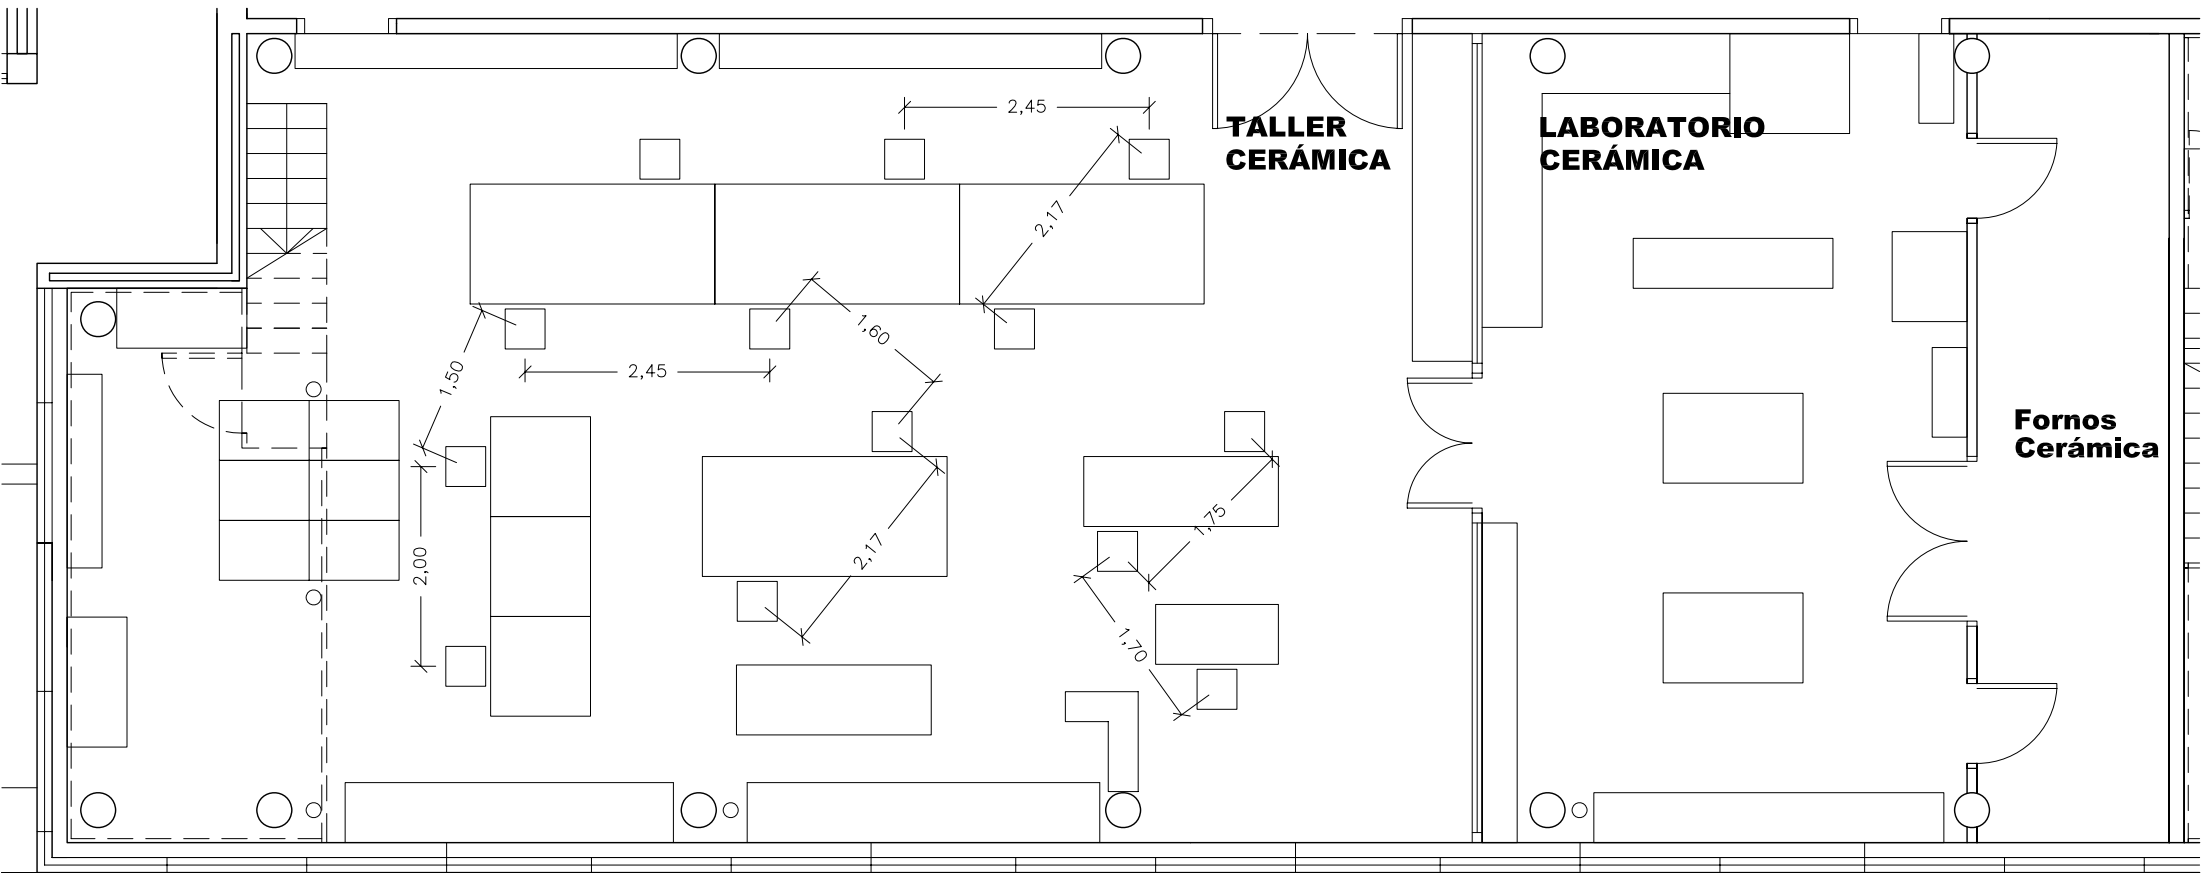 2,45
TALLER
CERÁMICA
LABORATORIO
CERÁMICA
2,17
1,60
2,45
1,50
Fornos
Cerámica
2,00
2,17
1,75
1,70